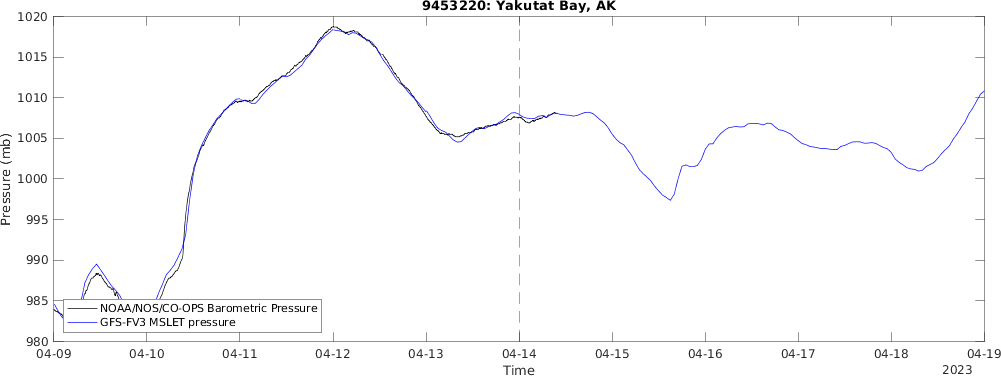 9453220: Yakutat Bay, AK
1020
1015
1010
1005
1000
995
990
985
980
Pressure (mb)
NOAA/NOS/CO-OPS Barometric Pressure
GFS-FV3 MSLET pressure
04-09 04-10 04-11 04-12 04-13 04-14 04-15 04-16 04-17 04-18 04-19
Time
2023